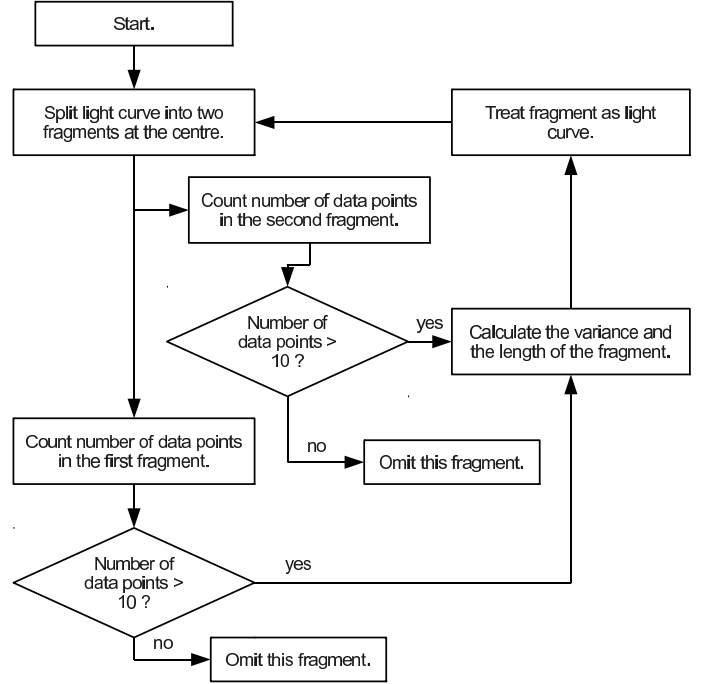 Start.
Split light curve into two
fragments at the centre.
Treat fragment as light
curve.
Count number of data points
in the second fragment.
Number of
data points >
10 ?
yes
Calculate the variance and
the length of the fragment.
no
Omit this fragment.
Count number of data points
in the first fragment.
Number of
data points >
10 ?
yes
no
Omit this fragment.